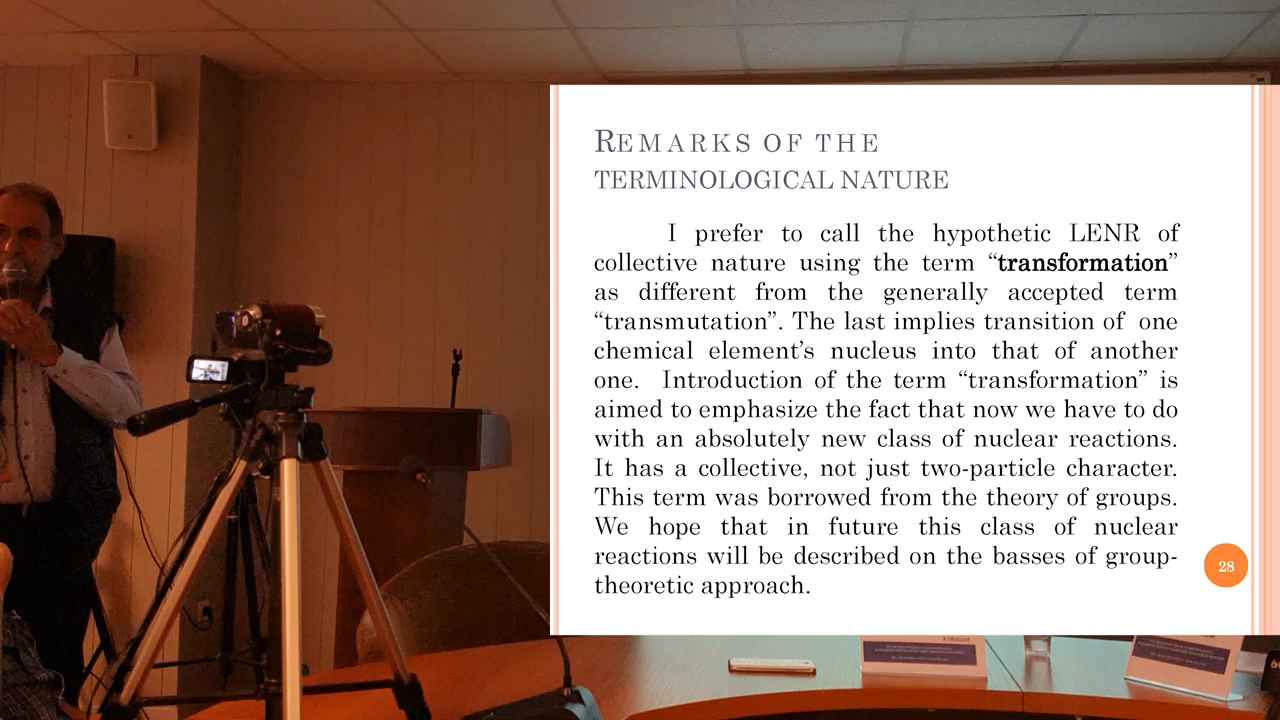 REMARKS OF THE
TERMINOLOGICAL NATURE
I prefer to call the hypothetic LENR of
collective nature using the term “transformation”
as different from the generally accepted term
“transmutation”. The last implies transition of one
chemical element’s nucleus into that of another
one. Introduction of the term “transformation” is
aimed to emphasize the fact that now we have to do
with an absolutely new class of nuclear reactions.
It has a collective, not just two-particle character.
This term was borrowed from the theory of groups.
We hope that in future this class of nuclear
reactions will be described on the basses of group-
theoretic approach.
28